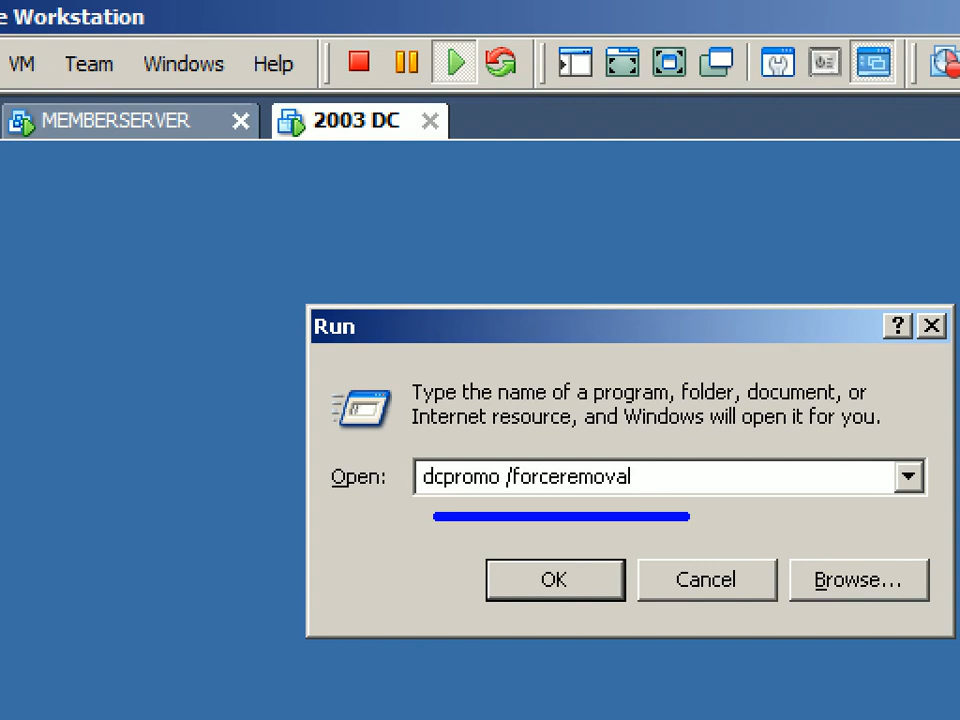 e Workstation
VM Team Windows Help
MEMBERSERVER 2003 DC
Run
Type the name of a program, folder, document, or
Internet resource, and Windows will open it for you.
Open: dcpromo /forceremoval
OK Cancel Browse...